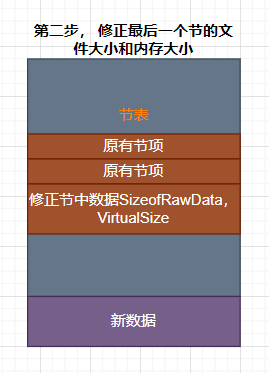 第二步， 修正最后一个节的文
件大小和内存大小
节表
原有节项
原有节项
修正节中数据SizeofRawData，
VirtualSize
新数据